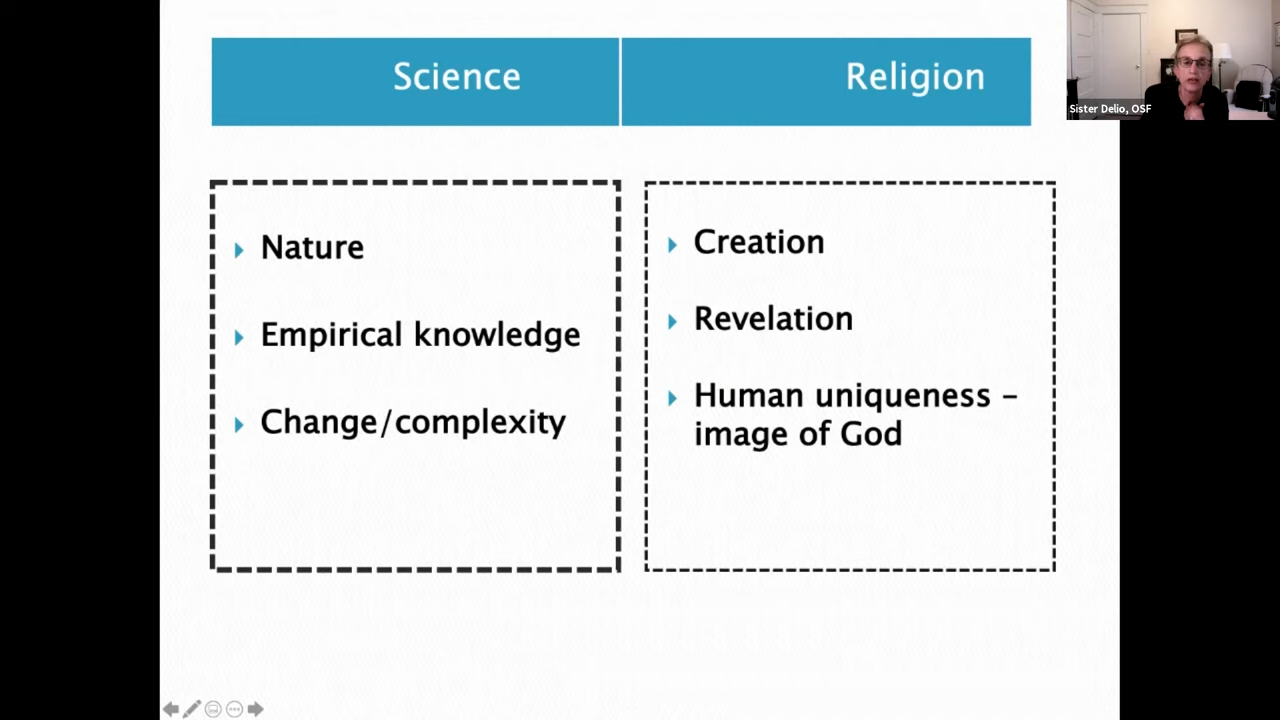 Science
Religion
Nature
Empirical knowledge
Change/complexity
Creation
Revelation
Human uniqueness –
image of God
Sister Delio, OSF